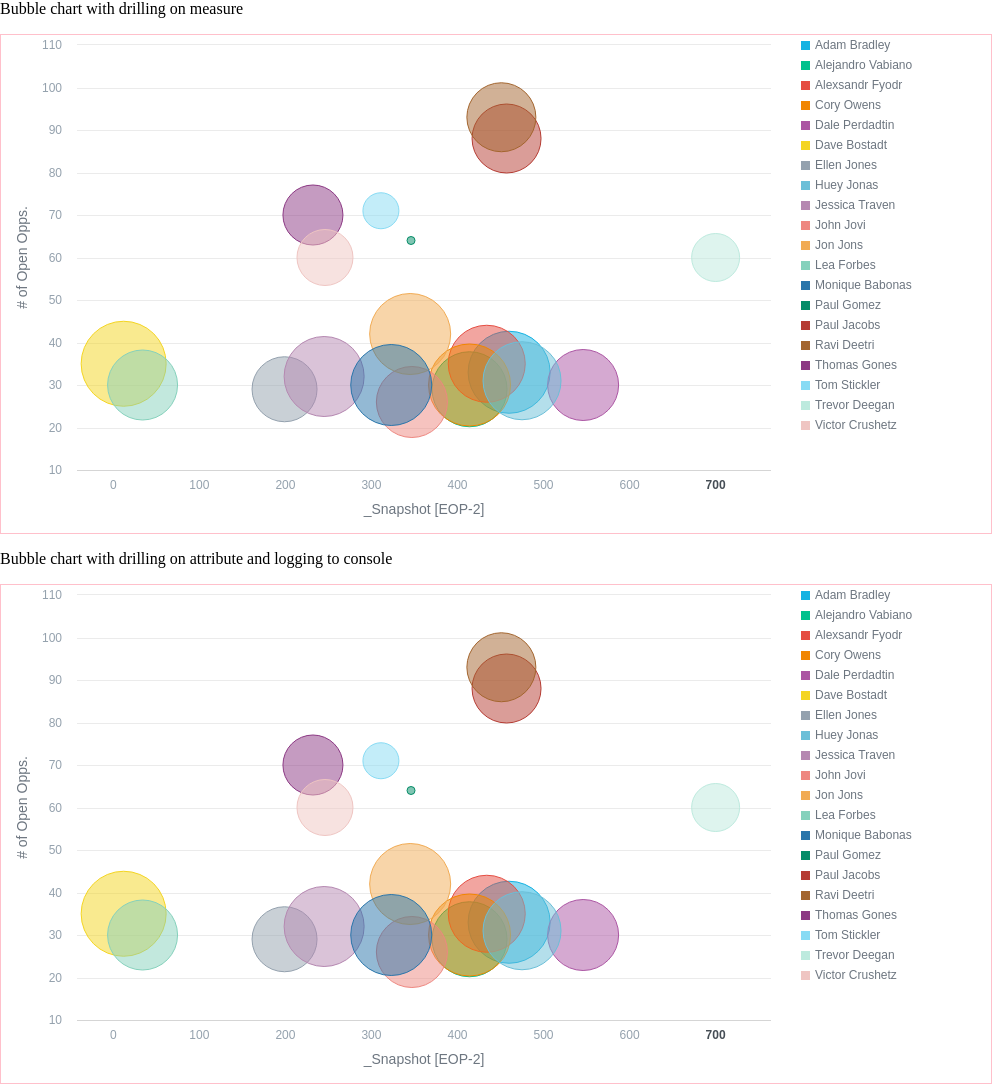 Bubble chart with drilling on measure
110
100
90
80
70
60
50
40
30
20
10
# of Open Opps.
0 100 200 300 400 500 600 700
_Snapshot [EOP-2]
Adam Bradley
Alejandro Vabiano
Alexsandr Fyodr
Cory Owens
Dale Perdadtin
Dave Bostadt
Ellen Jones
Huey Jonas
Jessica Traven
John Jovi
Jon Jons
Lea Forbes
Monique Babonas
Paul Gomez
Paul Jacobs
Ravi Deetri
Thomas Gones
Tom Stickler
Trevor Deegan
Victor Crushetz
Bubble chart with drilling on attribute and logging to console
110
100
90
80
70
60
50
40
30
20
10
# of Open Opps.
0 100 200 300 400 500 600 700
_Snapshot [EOP-2]
Adam Bradley
Alejandro Vabiano
Alexsandr Fyodr
Cory Owens
Dale Perdadtin
Dave Bostadt
Ellen Jones
Huey Jonas
Jessica Traven
John Jovi
Jon Jons
Lea Forbes
Monique Babonas
Paul Gomez
Paul Jacobs
Ravi Deetri
Thomas Gones
Tom Stickler
Trevor Deegan
Victor Crushetz